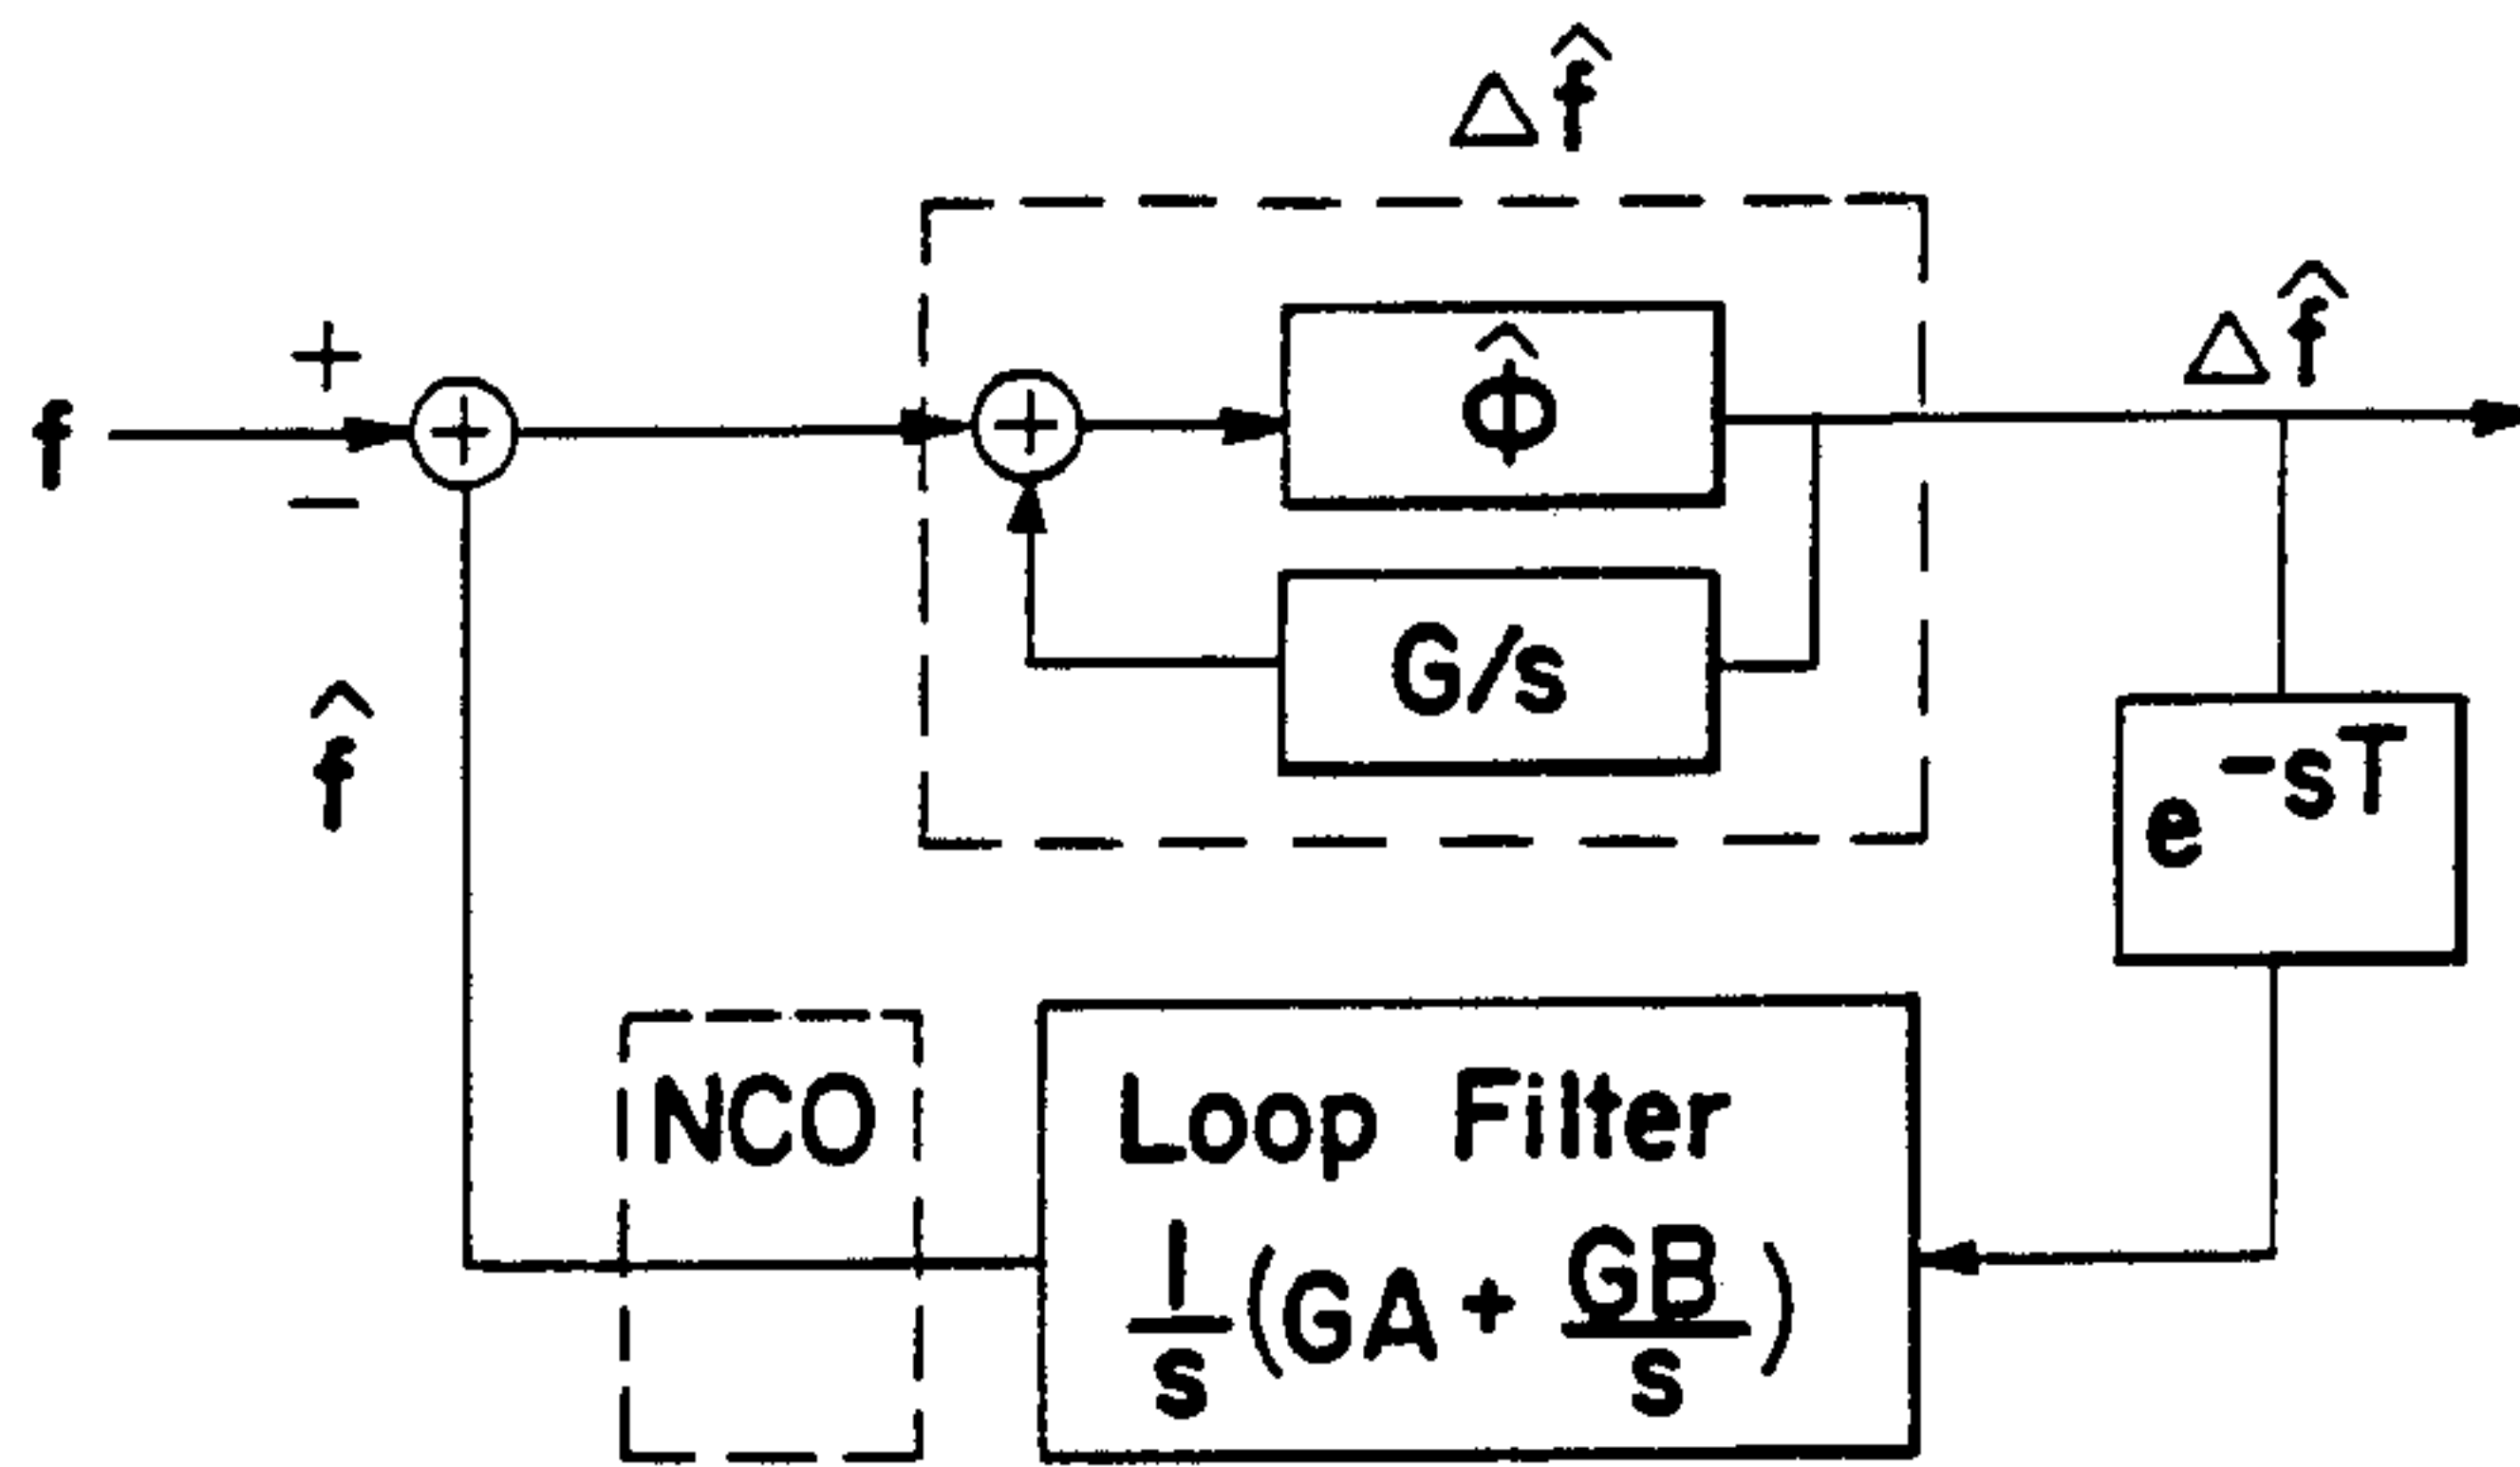 Δf̂
Δf̂
+
f
+
+
Φ̂
−
G/s
f̂
e^{-sT}
NCO
Loop Filter
1/s (GA + GB/s)